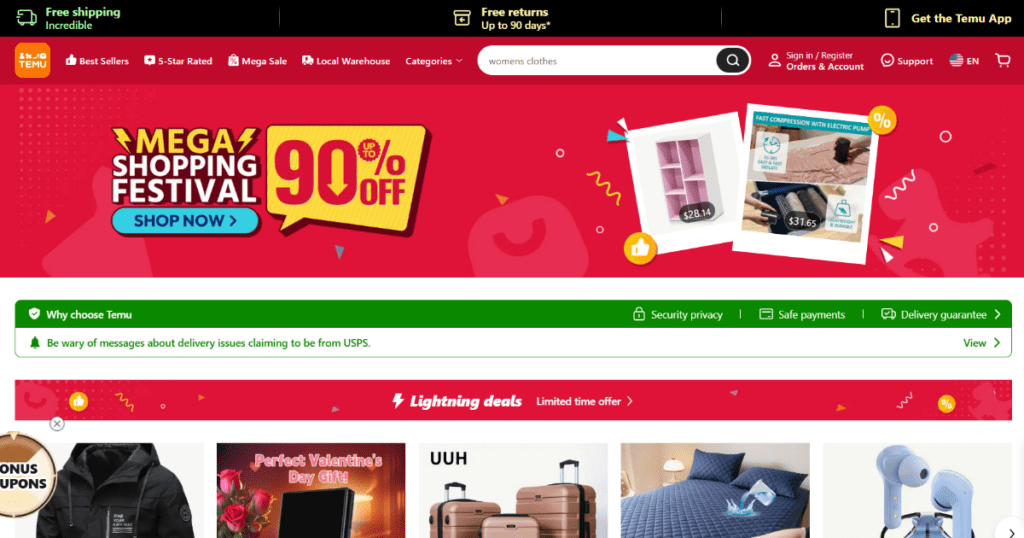 Free shipping
Incredible
Free returns
Up to 90 days*
Get the Temu App
TEMU
Best Sellers
5-Star Rated
Mega Sale
Local Warehouse
Categories
womens clothes
Sign in / Register
Orders & Account
Support
EN
MEGA
SHOPPING
FESTIVAL
SHOP NOW >
UP TO
90%
OFF
$28.14
FAST COMPRESSION WITH ELECTRIC PUMP
$31.65
%
Why choose Temu
Security privacy
Safe payments
Delivery guarantee
Be wary of messages about delivery issues claiming to be from USPS.
View
Lightning deals
Limited time offer
%
ONUS
OUPONS
FIND
YOUR
Perfect Valentine's
Day Gift!
UUH